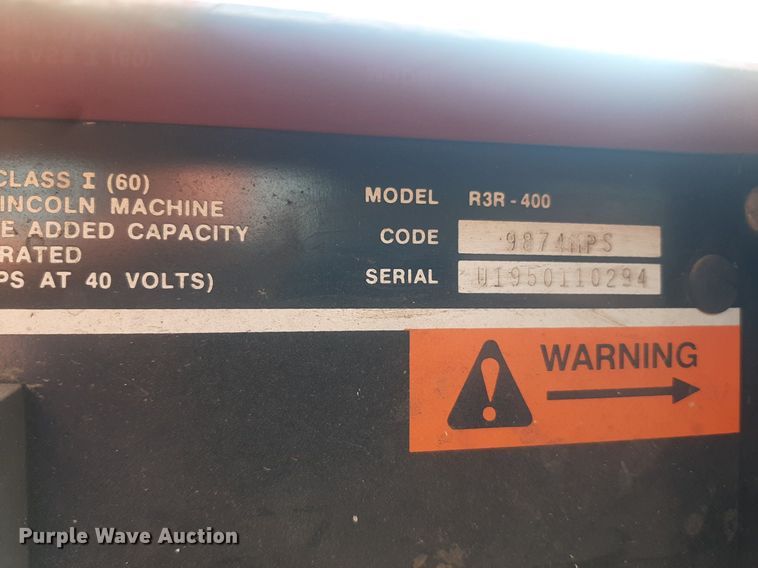 CLASS I (60)
INCOLN MACHINE
E ADDED CAPACITY
RATED
PS AT 40 VOLTS)
MODEL R3R-400
CODE 9874MPS
SERIAL U1950110294
WARNING
Purple Wave Auction